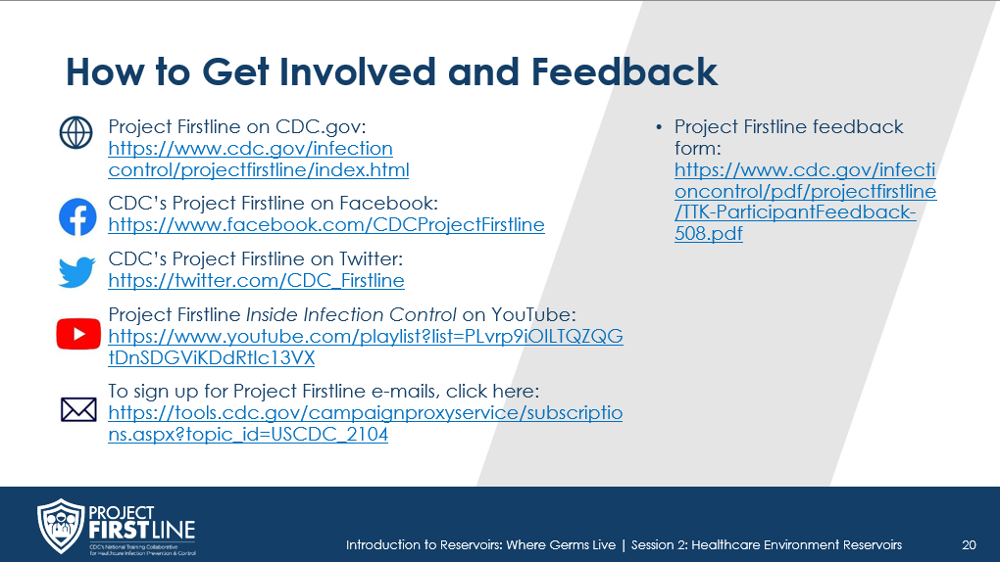 How to Get Involved and Feedback
Project Firstline on CDC.gov:
https://www.cdc.gov/infection
control/projectfirstline/index.html
CDC's Project Firstline on Facebook:
https://www.facebook.com/CDCProjectFirstline
CDC's Project Firstline on Twitter:
https://twitter.com/CDC_Firstline
Project Firstline Inside Infection Control on YouTube:
https://www.youtube.com/playlist?list=PLvrp9iOILTQZQG
tDnSDGViKDdRtIc13VX
To sign up for Project Firstline e-mails, click here:
https://tools.cdc.gov/campaignproxyservice/subscriptio
ns.aspx?topic_id=USCDC_2104
• Project Firstline feedback
form:
https://www.cdc.gov/infecti
oncontrol/pdf/projectfirstline
/TTK-ParticipantFeedback-
508.pdf
PROJECT
FIRSTLINE
CDC's National Training Collaborative
for Healthcare Infection Prevention & Control
Introduction to Reservoirs: Where Germs Live | Session 2: Healthcare Environment Reservoirs
20